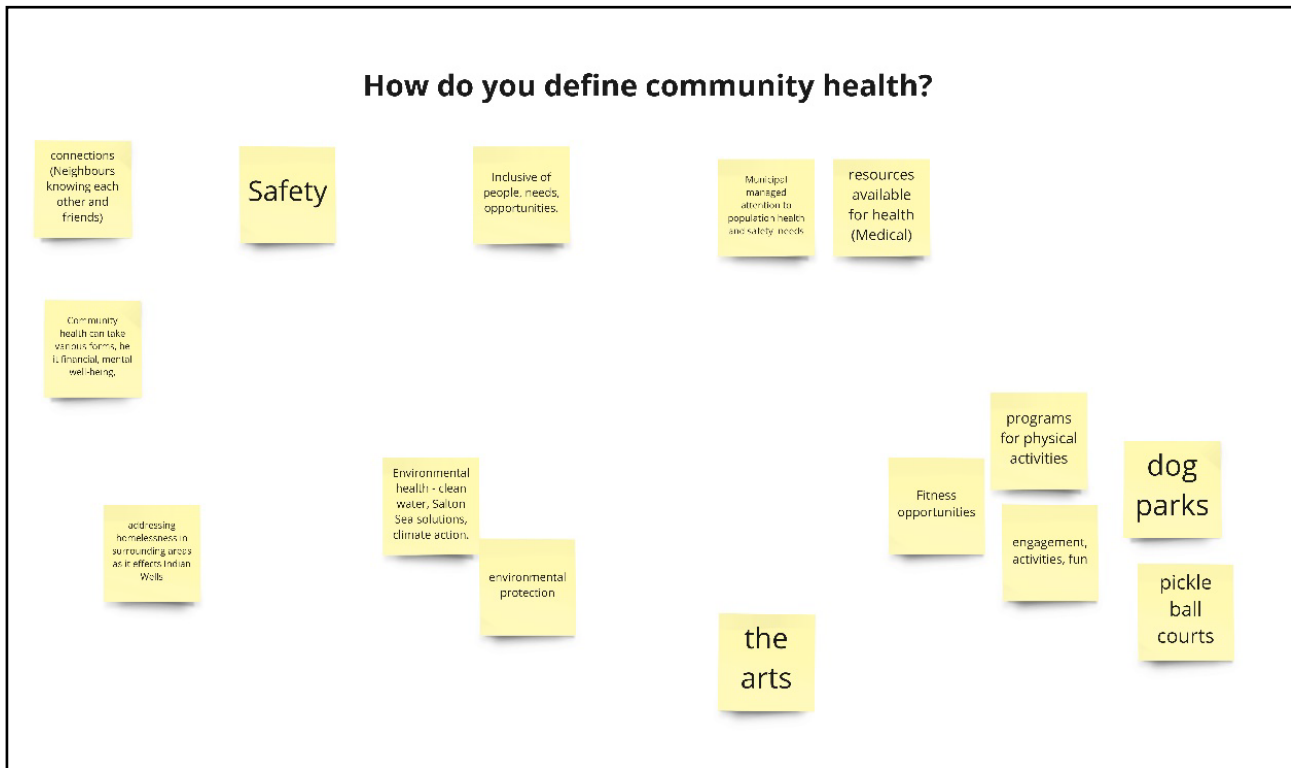 How do you define community health?
connections
(Neighbours
knowing each
other and
friends)
Safety
Inclusive of
people, needs,
opportunities.
Municipal
managed
attention to
population health
and safety needs
resources
available
for health
(Medical)
Community
health can take
various forms, be
it financial, mental
well-being,
programs
for physical
activities
dog
parks
Environmental
health - clean
water, Salton
Sea solutions,
climate action.
Fitness
opportunities
addressing
homelessness in
surrounding areas
as it effects Indian
Wells
engagement,
activities, fun
environmental
protection
pickle
ball
courts
the
arts